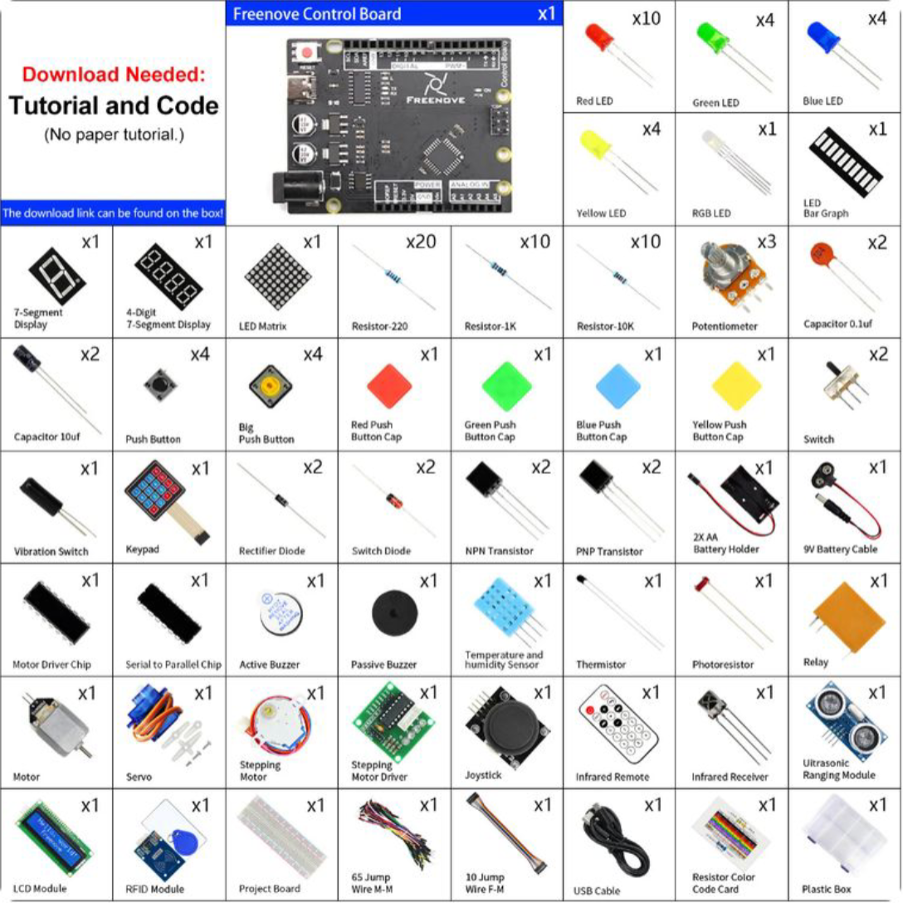 Download Needed:
Tutorial and Code
(No paper tutorial.)
The download link can be found on the box!
Freenove Control Board x1
RESET
DIGITAL
PWM~
Control Board
FREENOVE
ON
POWER
ANALOG IN
x10
Red LED
x4
Green LED
x4
Blue LED
x4
Yellow LED
x1
RGB LED
x1
LED
Bar Graph
x1
7-Segment
Display
x1
4-Digit
7-Segment Display
x1
LED Matrix
x20
Resistor-220
x10
Resistor-1K
x10
Resistor-10K
x3
Potentiometer
x2
Capacitor 0.1uf
x2
Capacitor 10uf
x4
Push Button
x4
Big
Push Button
x1
Red Push
Button Cap
x1
Green Push
Button Cap
x1
Blue Push
Button Cap
x1
Yellow Push
Button Cap
x2
Switch
x1
Vibration Switch
x1
Keypad
x2
Rectifier Diode
x2
Switch Diode
x2
NPN Transistor
x2
PNP Transistor
x1
2X AA
Battery Holder
x1
9V Battery Cable
x1
Motor Driver Chip
x1
Serial to Parallel Chip
x1
Active Buzzer
x1
Passive Buzzer
x1
Temperature and
humidity Sensor
x1
Thermistor
x1
Photoresistor
x1
Relay
x1
Motor
x1
Servo
x1
Stepping
Motor
x1
Stepping
Motor Driver
x1
Joystick
x1
Infrared Remote
x1
Infrared Receiver
x1
Uitrasonic
Ranging Module
x1
LCD Module
x1
RFID Module
x1
Project Board
x1
65 Jump
Wire M-M
x1
10 Jump
Wire F-M
x1
USB Cable
x1
Resistor Color
Code Card
x1
Plastic Box